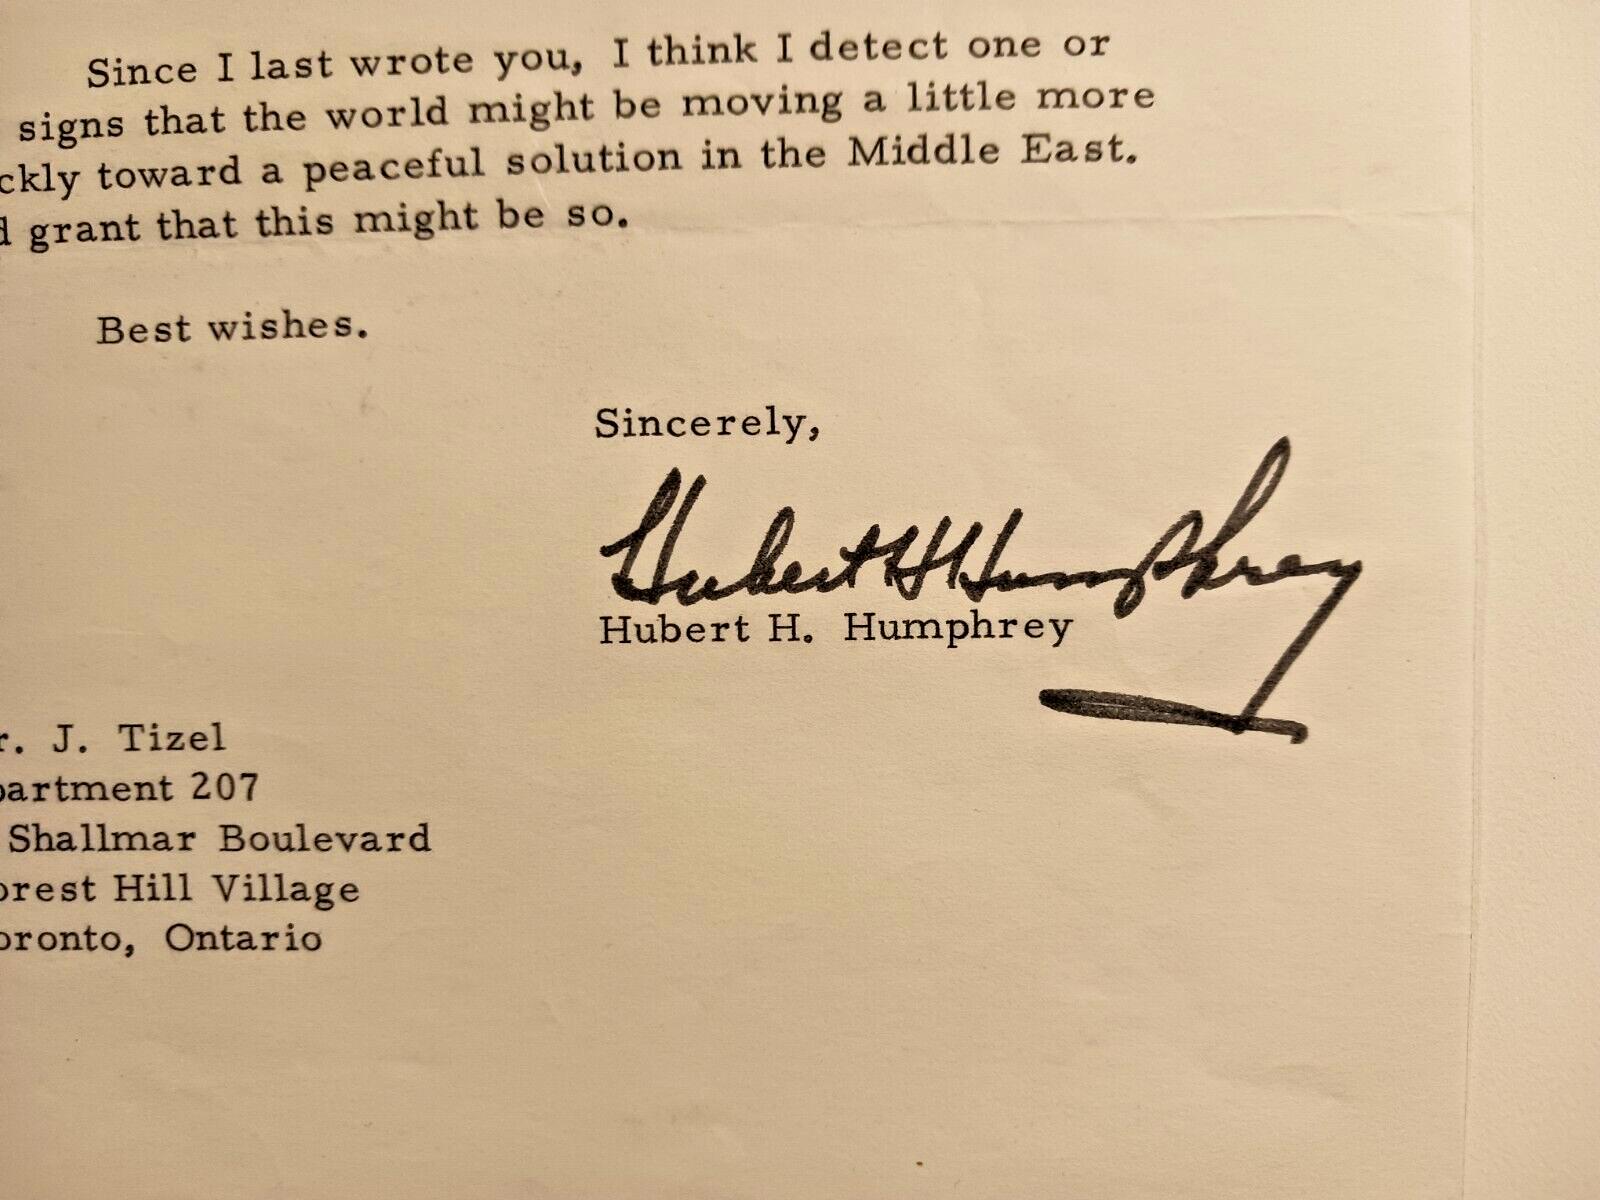 Since I last wrote you, I think I detect one or
signs that the world might be moving a little more
ckly toward a peaceful solution in the Middle East.
d grant that this might be so.
Best wishes.
Sincerely,
Hubert H Humphrey
Hubert H. Humphrey
r. J. Tizel
partment 207
Shallmar Boulevard
orest Hill Village
oronto, Ontario